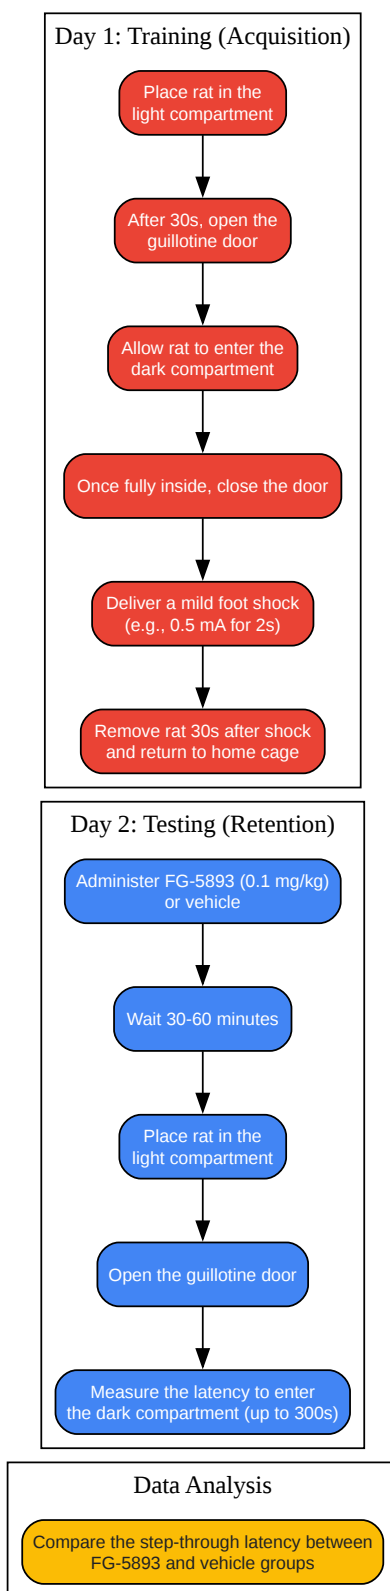 Day 1: Training (Acquisition)
Place rat in the
light compartment
After 30s, open the
guillotine door
Allow rat to enter the
dark compartment
Once fully inside, close the door
Deliver a mild foot shock
(e.g., 0.5 mA for 2s)
Remove rat 30s after shock
and return to home cage
Day 2: Testing (Retention)
Administer FG-5893 (0.1 mg/kg)
or vehicle
Wait 30-60 minutes
Place rat in the
light compartment
Open the guillotine door
Measure the latency to enter
the dark compartment (up to 300s)
Data Analysis
Compare the step-through latency between
FG-5893 and vehicle groups